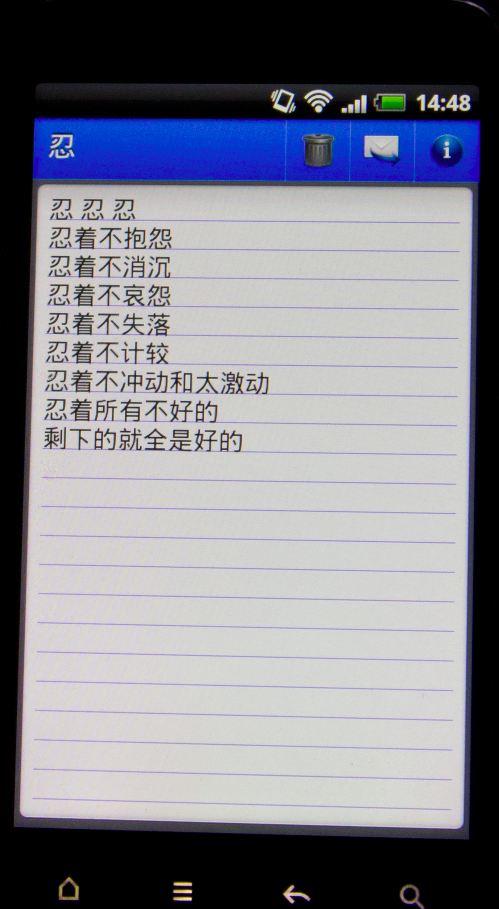 14:48
忍
忍 忍 忍
忍着不抱怨
忍着不消沉
忍着不哀怨
忍着不失落
忍着不计较
忍着不冲动和太激动
忍着所有不好的
剩下的就全是好的